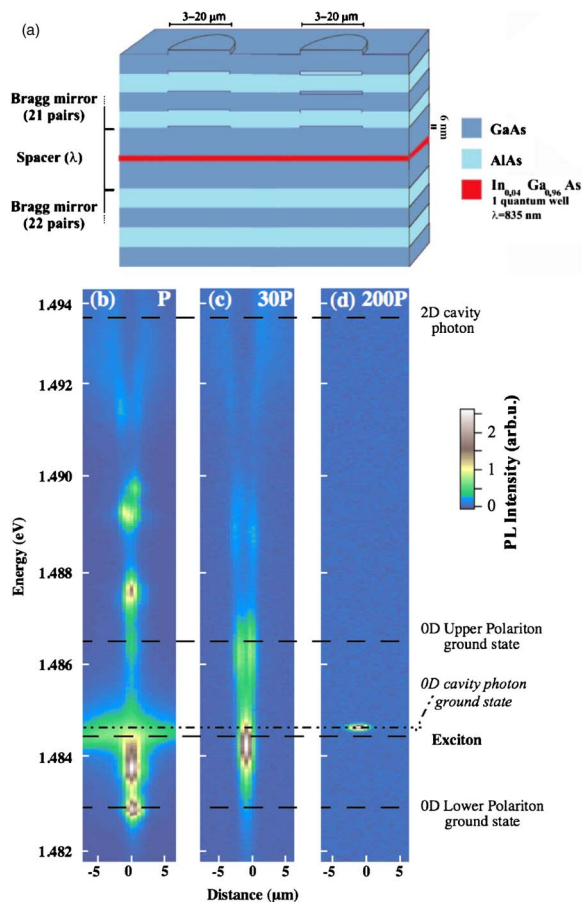 (a)
3–20 µm
3–20 µm
Bragg mirror
(21 pairs)
Spacer (λ)
Bragg mirror
(22 pairs)
6 nm
GaAs
AlAs
In0,04 Ga0,96 As
1 quantum well
λ=835 nm
(b) P
(c) 30P
(d) 200P
1.494
1.492
1.490
1.488
1.486
1.484
1.482
Energy (eV)
2D cavity
photon
2
1
0
PL Intensity (arb.u.)
0D Upper Polariton
ground state
0D cavity photon
ground state
Exciton
0D Lower Polariton
ground state
-5 0 5
-5 0 5
-5 0 5
Distance (µm)